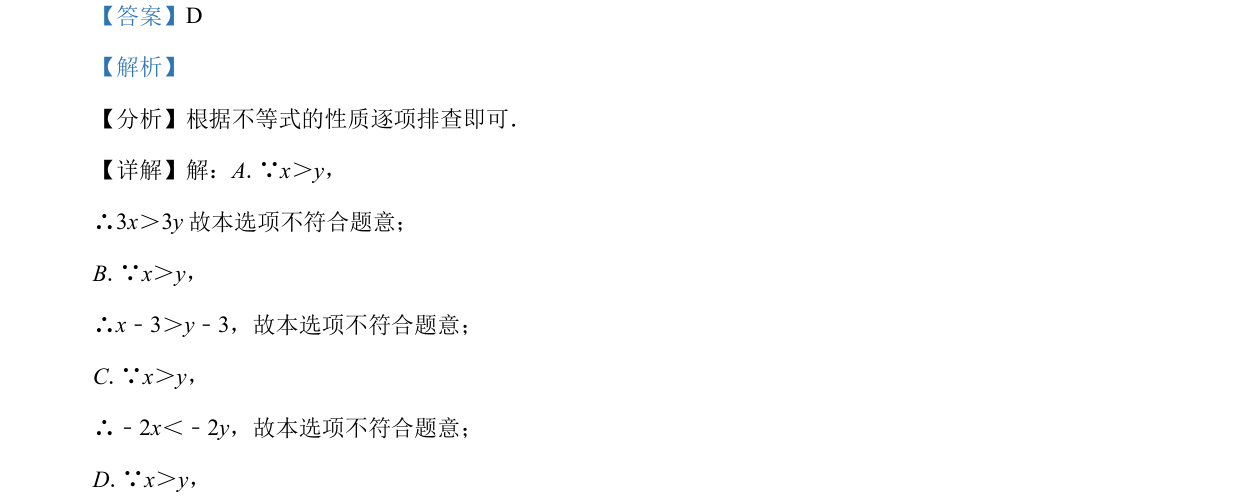 【答案】D
【解析】
【分析】根据不等式的性质逐项排查即可．
【详解】解：A. ∵x＞y，
∴3x＞3y 故本选项不符合题意；
B. ∵x＞y，
∴x﹣3＞y﹣3，故本选项不符合题意；
C. ∵x＞y，
∴﹣2x＜﹣2y，故本选项不符合题意；
D. ∵x＞y，